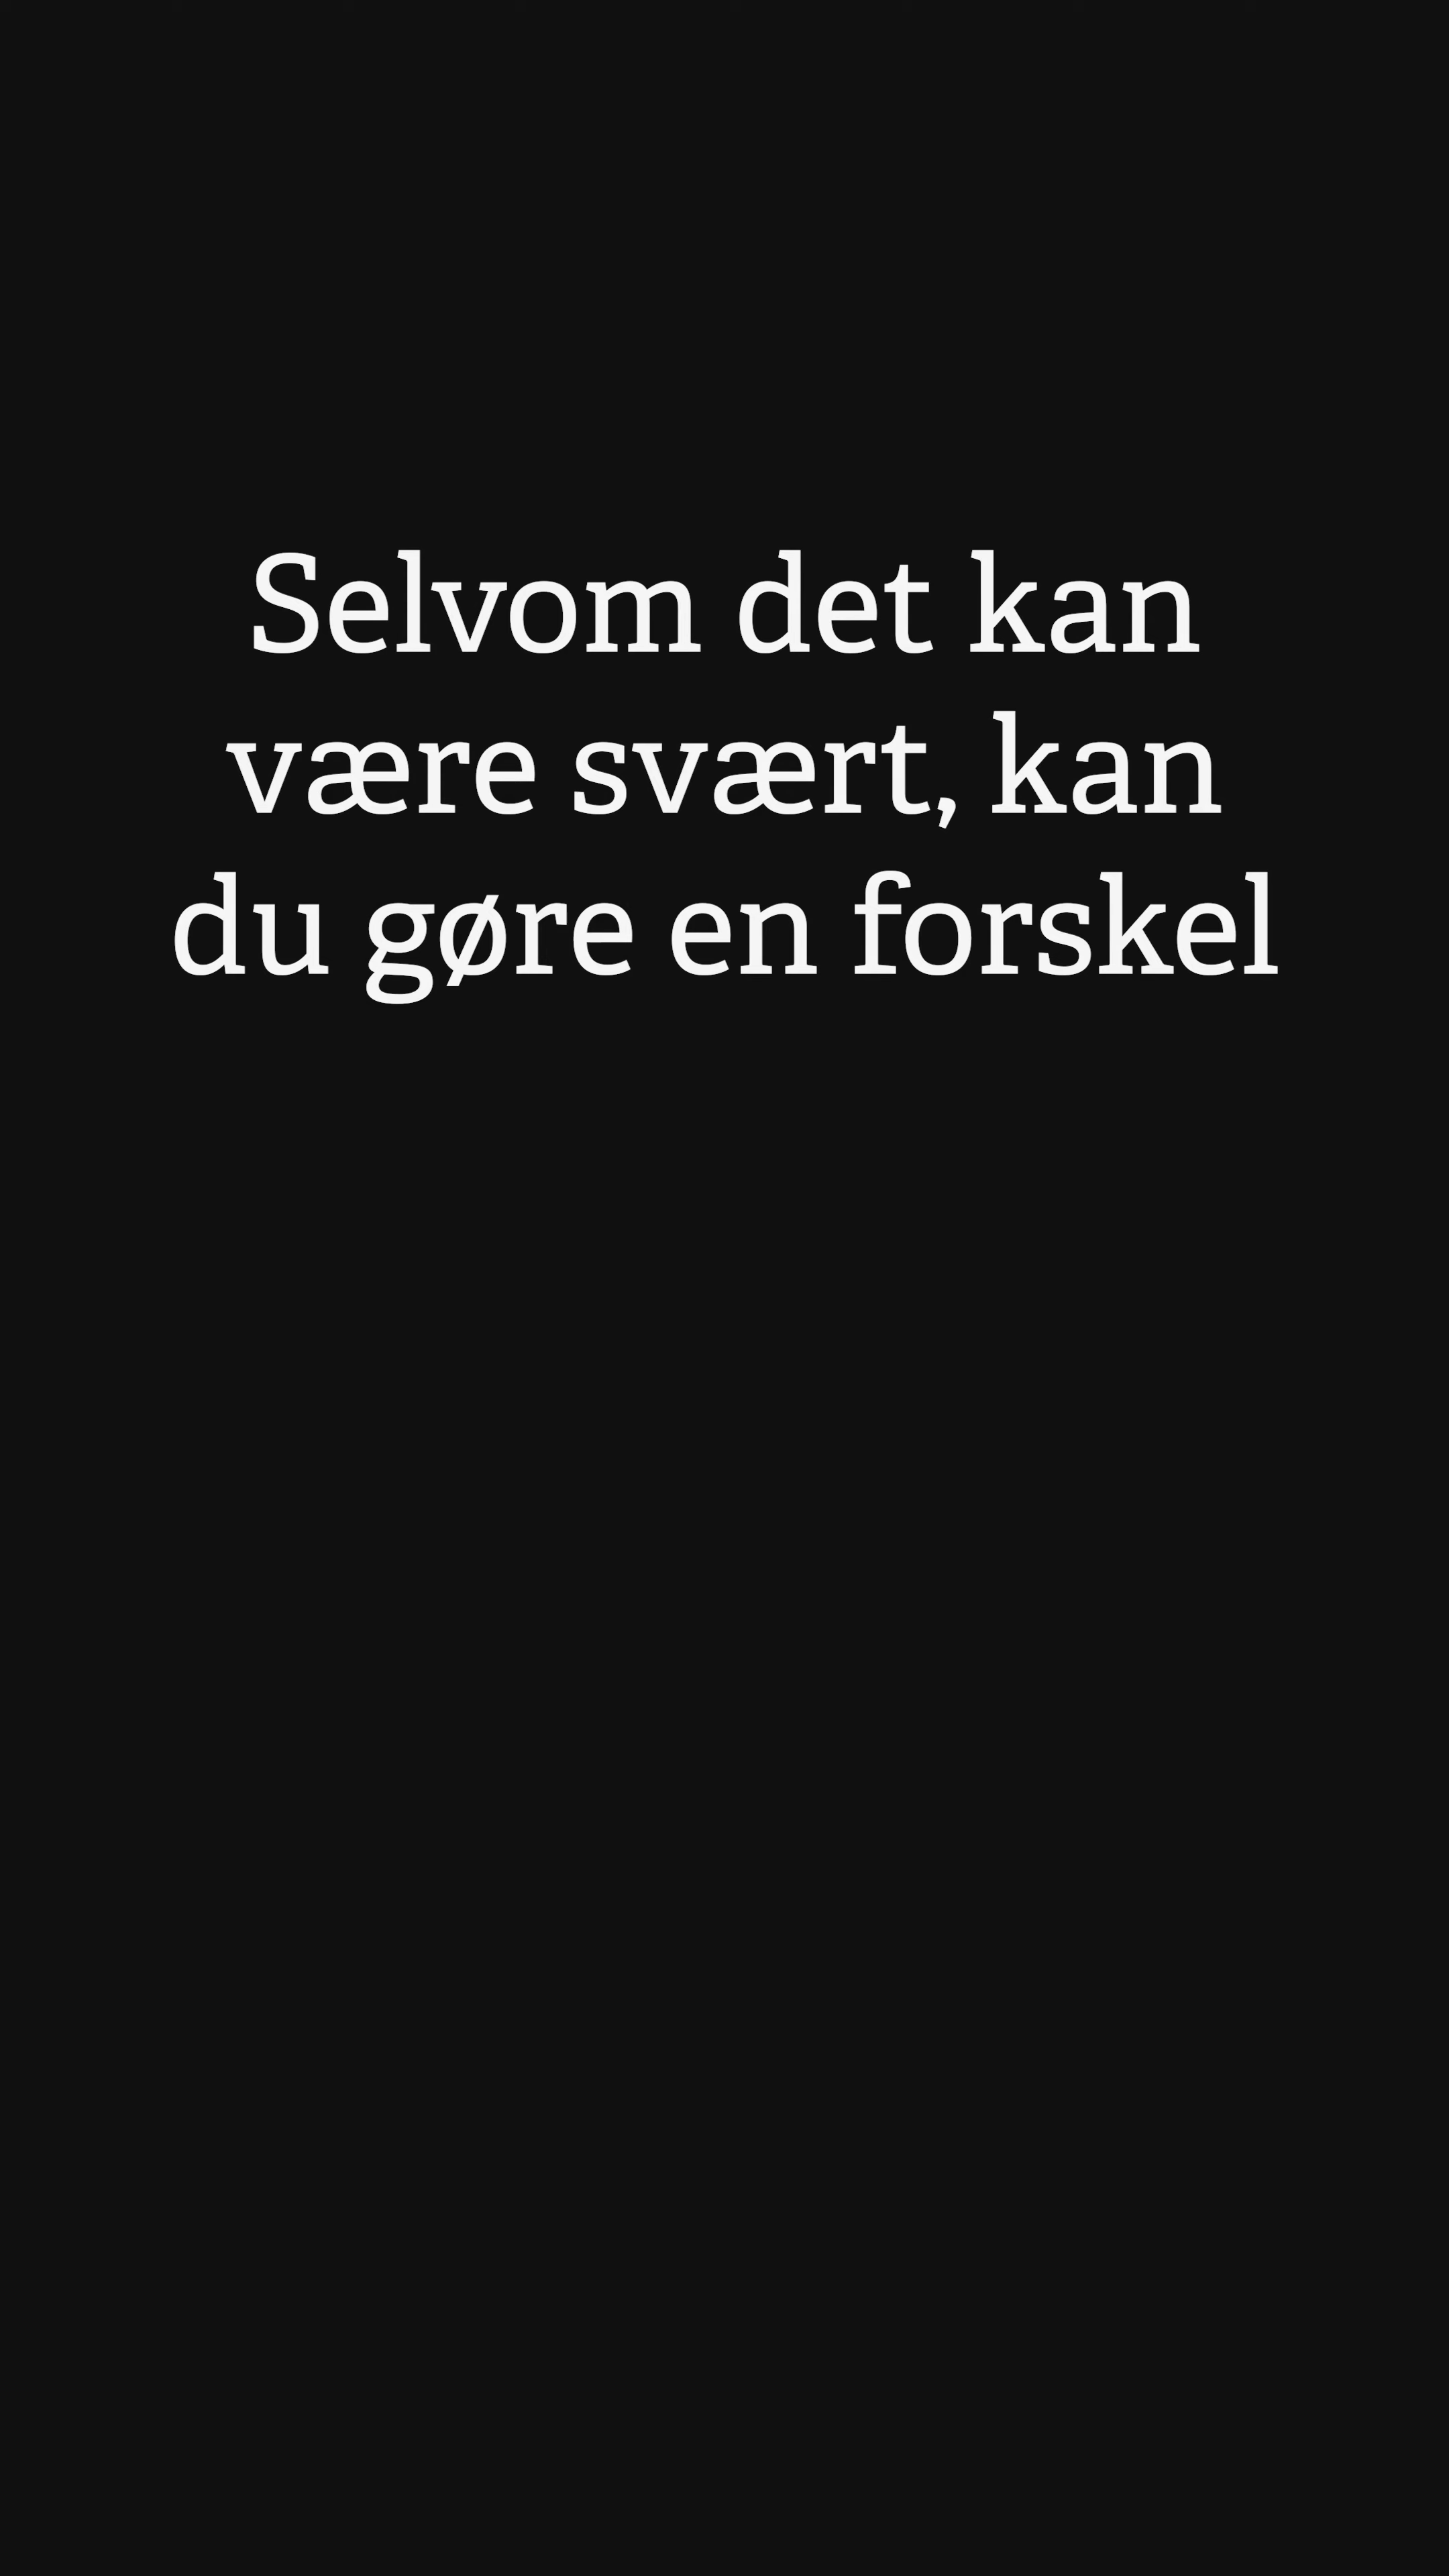 Selvom det kan
være svært, kan
du gøre en forskel